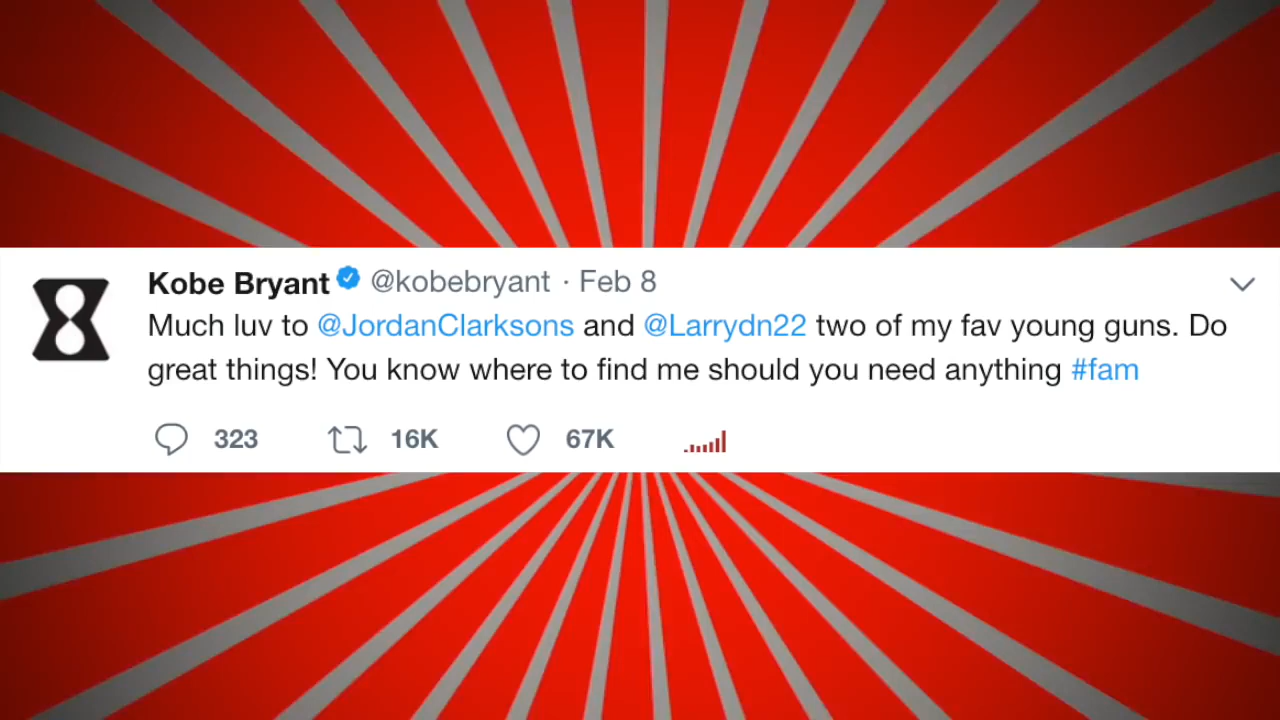 Kobe Bryant @kobebryant · Feb 8
Much luv to @JordanClarksons and @Larrydn22 two of my fav young guns. Do
great things! You know where to find me should you need anything #fam
323 16K 67K